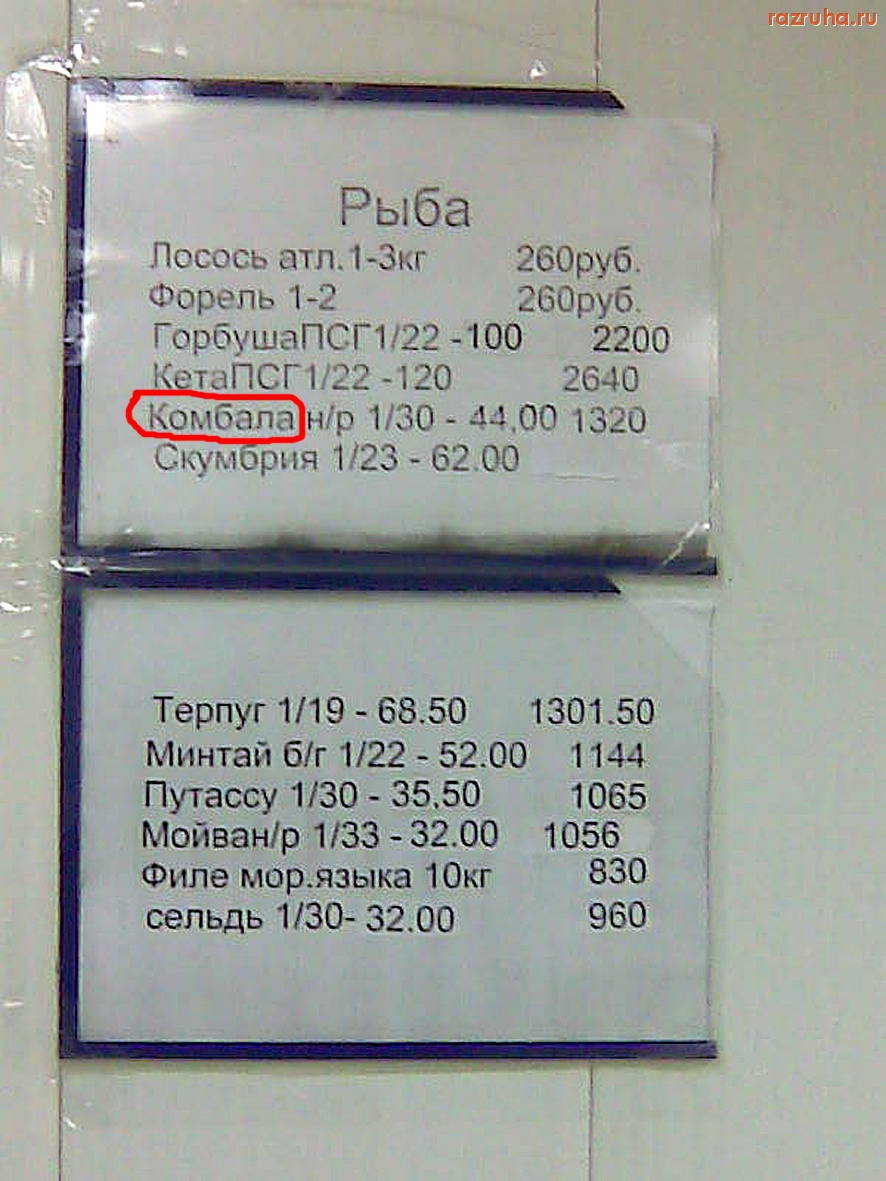 razruha.ru
Рыба
Лосось атл.1-3кг 260руб.
Форель 1-2 260руб.
ГорбушаПСГ1/22 -100 2200
КетаПСГ1/22 -120 2640
Комбала н/р 1/30 - 44,00 1320
Скумбрия 1/23 - 62.00
Терпуг 1/19 - 68.50 1301.50
Минтай б/г 1/22 - 52.00 1144
Путассу 1/30 - 35,50 1065
Мойван/р 1/33 - 32.00 1056
Филе мор.языка 10кг 830
сельдь 1/30- 32.00 960